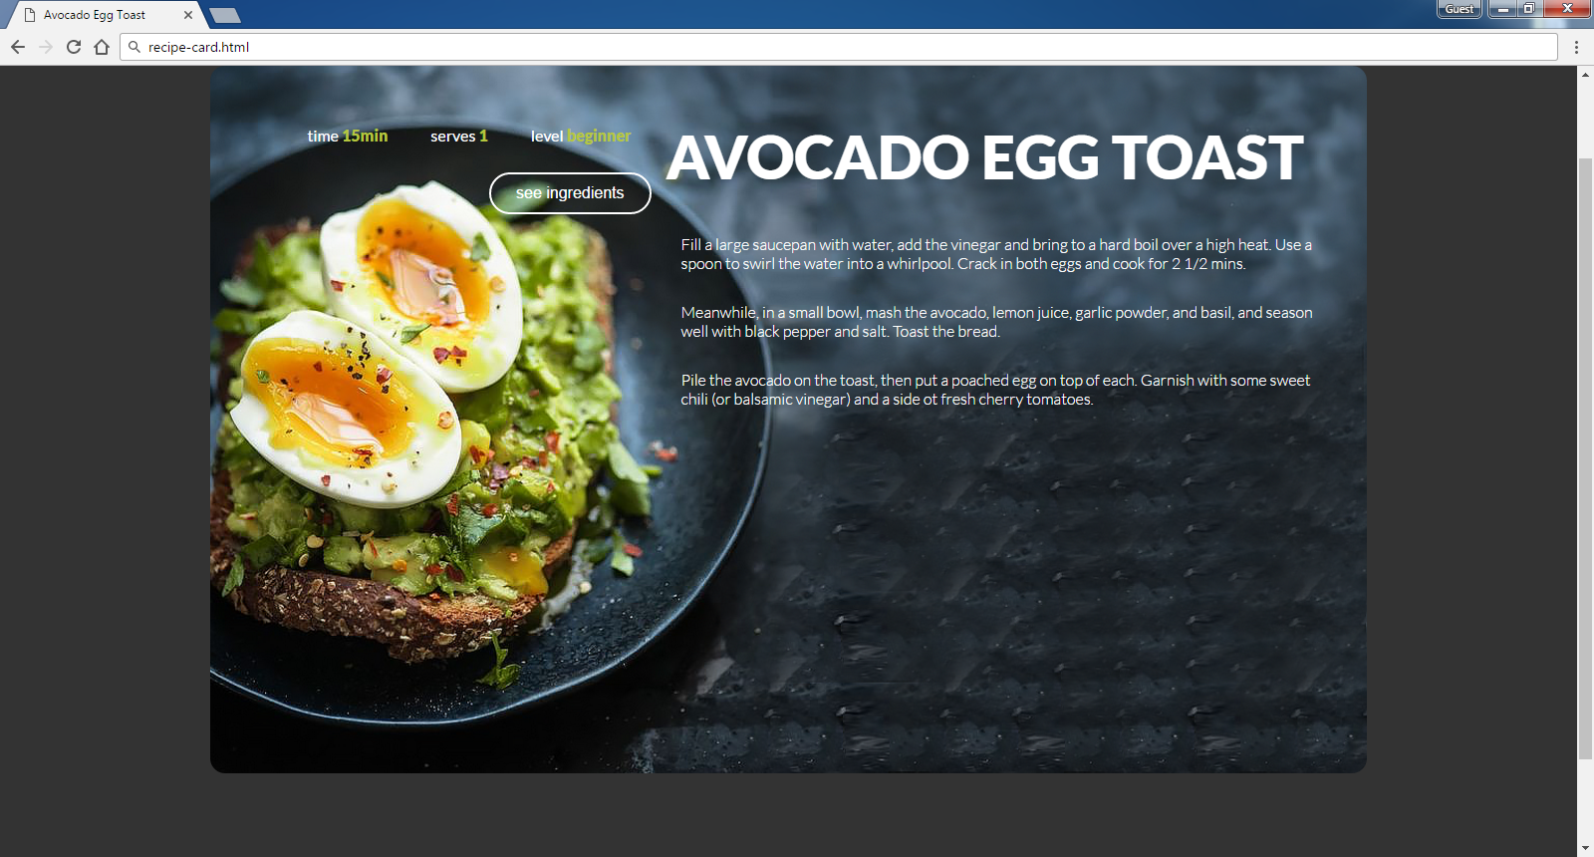 Avocado Egg Toast
Guest
recipe-card.html
time 15min serves 1 level beginner
see ingredients
AVOCADO EGG TOAST
Fill a large saucepan with water, add the vinegar and bring to a hard boil over a high heat. Use a
spoon to swirl the water into a whirlpool. Crack in both eggs and cook for 2 1/2 mins.
Meanwhile, in a small bowl, mash the avocado, lemon juice, garlic powder, and basil, and season
well with black pepper and salt. Toast the bread.
Pile the avocado on the toast, then put a poached egg on top of each. Garnish with some sweet
chili (or balsamic vinegar) and a side ot fresh cherry tomatoes.